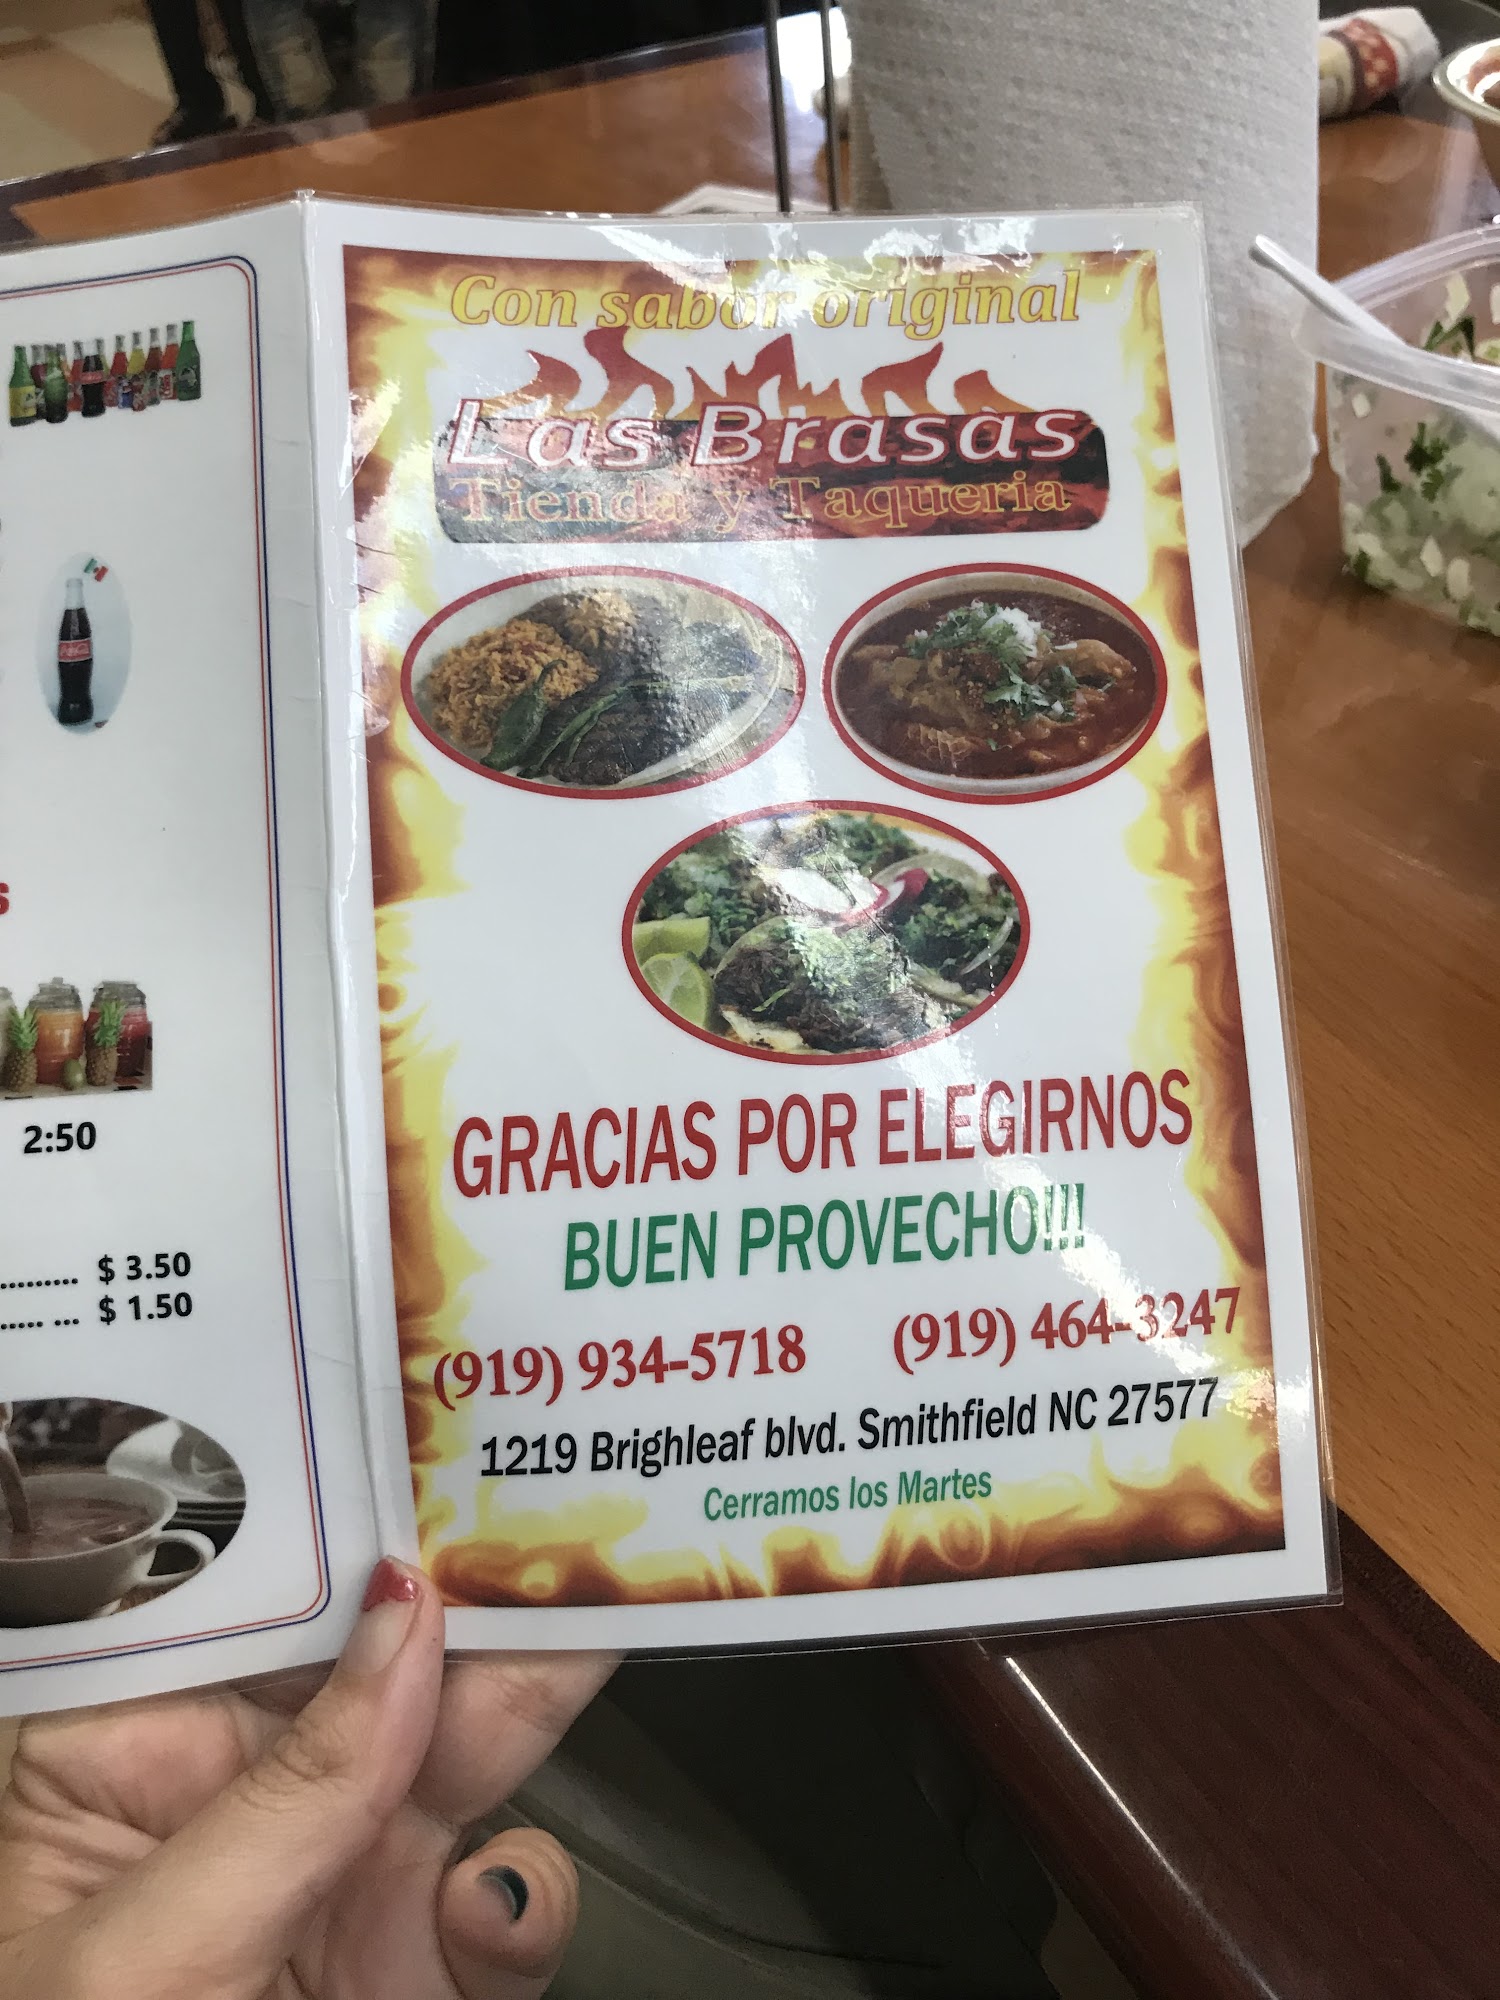 S
2:50
.......... $ 3.50
...... ... $ 1.50
Con sabor original
Las Brasas
Tienda y Taqueria
GRACIAS POR ELEGIRNOS
BUEN PROVECHO!!!
(919) 934-5718 (919) 464-3247
1219 Brighleaf blvd. Smithfield NC 27577
Cerramos los Martes